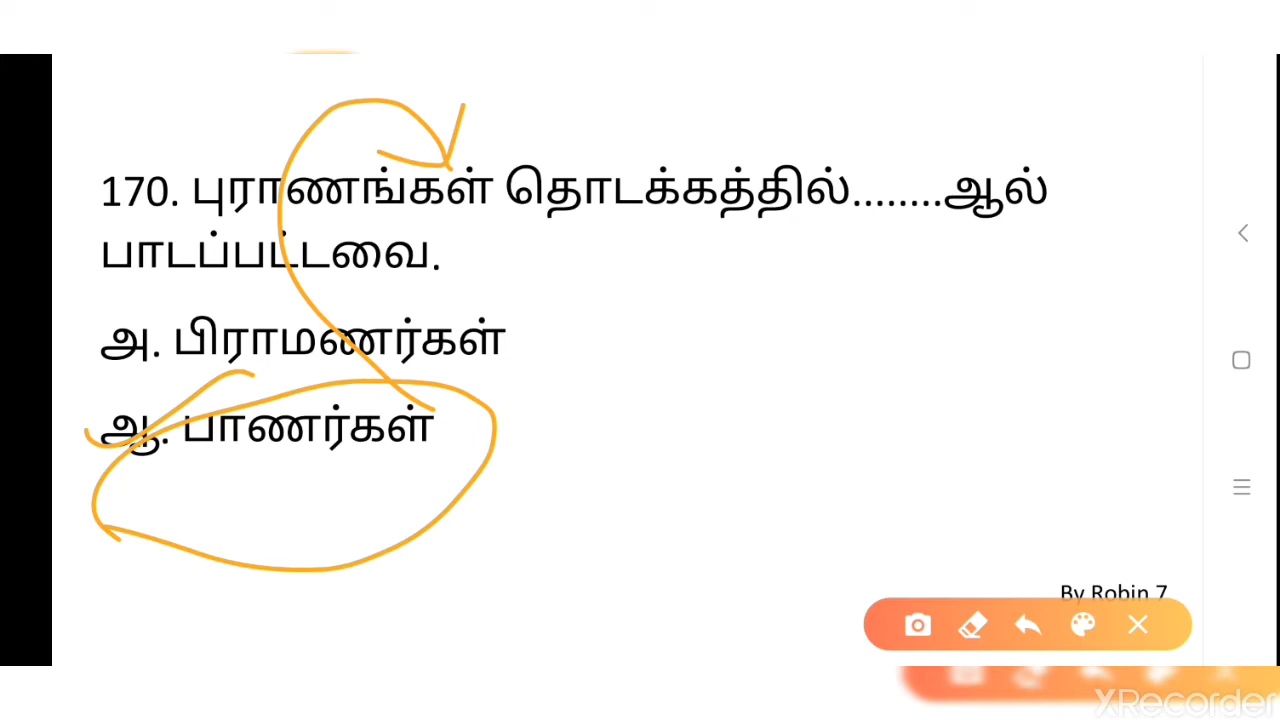 170. புராணங்கள் தொடக்கத்தில்........ஆல்
பாடப்பட்டவை.
அ. பிராமணர்கள்
ஆ. பாணர்கள்
By Robin 7
XRecorder